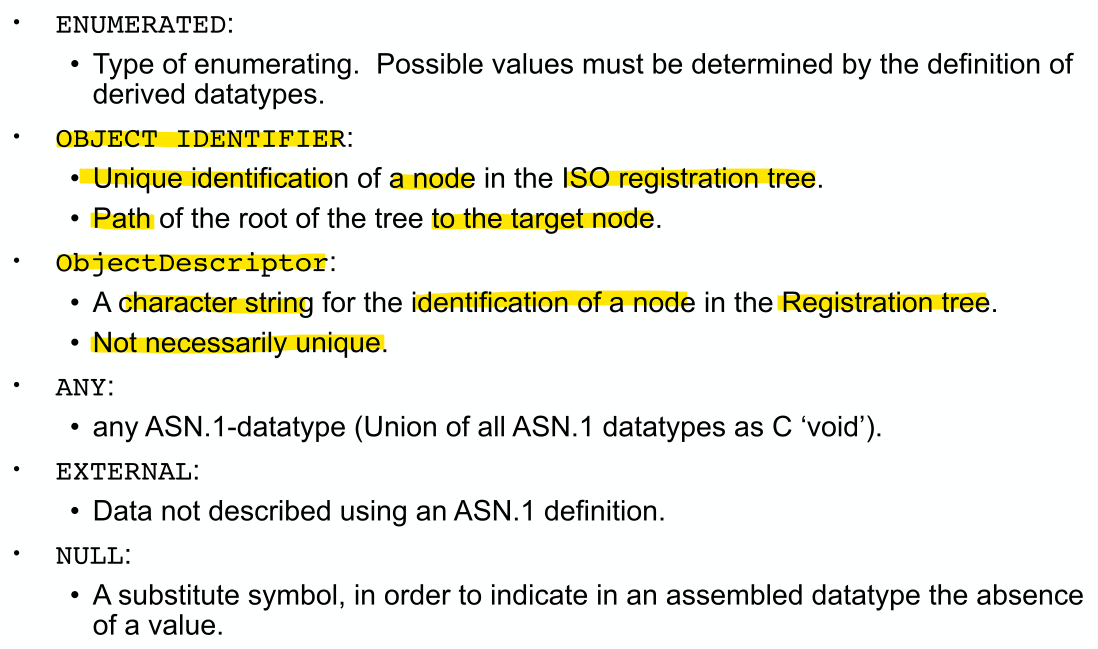 • ENUMERATED:
• Type of enumerating.  Possible values must be determined by the definition of
derived datatypes.
• OBJECT IDENTIFIER:
• Unique identification of a node in the ISO registration tree.
• Path of the root of the tree to the target node.
• ObjectDescriptor:
• A character string for the identification of a node in the Registration tree.
• Not necessarily unique.
• ANY:
• any ASN.1-datatype (Union of all ASN.1 datatypes as C ‘void’).
• EXTERNAL:
• Data not described using an ASN.1 definition.
• NULL:
• A substitute symbol, in order to indicate in an assembled datatype the absence
of a value.